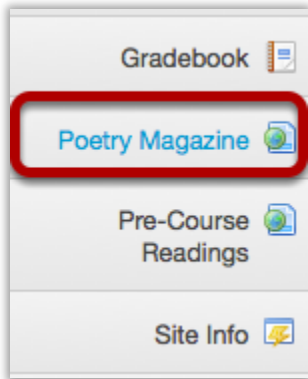 Gradebook
Poetry Magazine
Pre-Course
Readings
Site Info